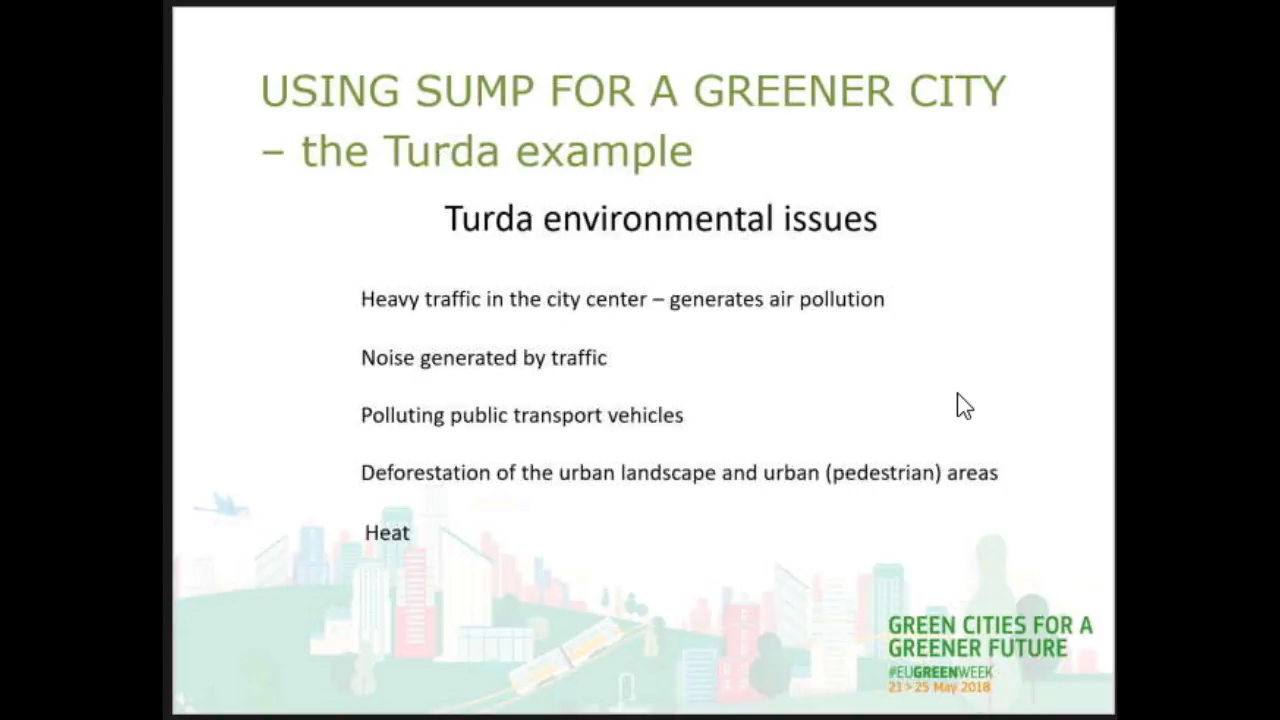 USING SUMP FOR A GREENER CITY
– the Turda example
Turda environmental issues
Heavy traffic in the city center – generates air pollution
Noise generated by traffic
Polluting public transport vehicles
Deforestation of the urban landscape and urban (pedestrian) areas
Heat
GREEN CITIES FOR A
GREENER FUTURE
#EUGREENWEEK
21 > 25 May 2018